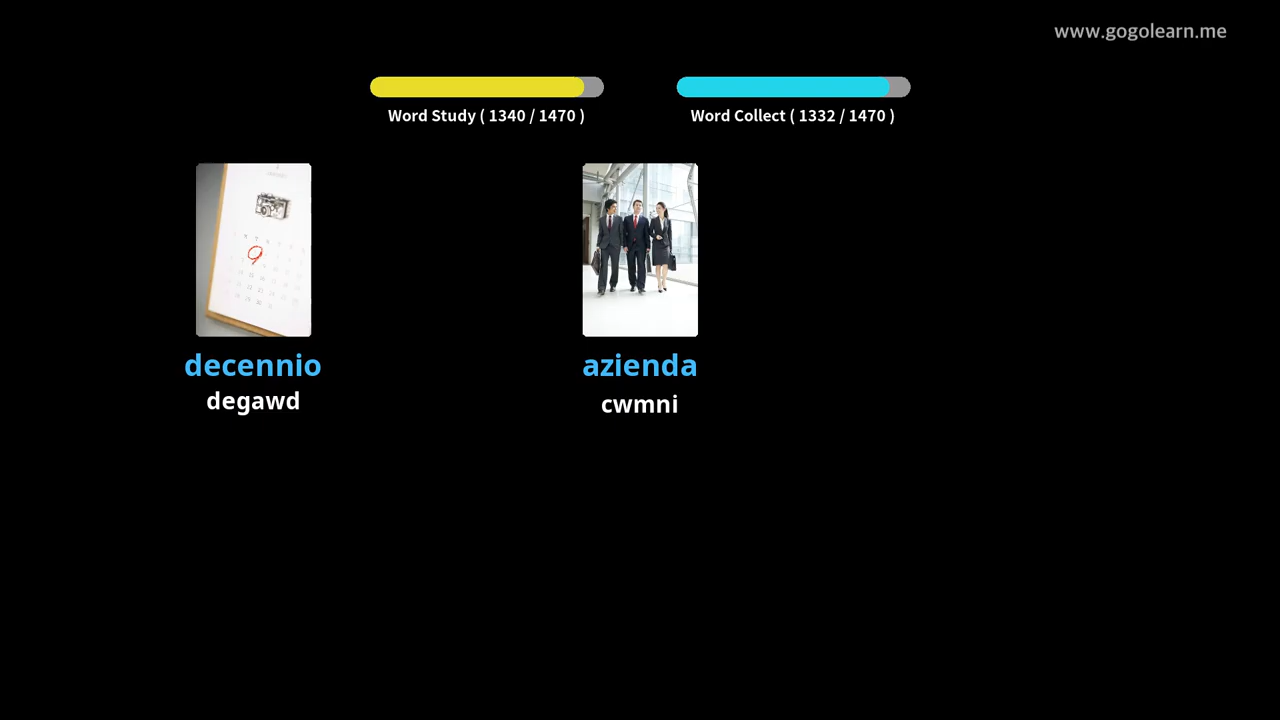 www.gogolearn.me
Word Study ( 1340 / 1470 )
Word Collect ( 1332 / 1470 )
decennio
degawd
azienda
cwmni